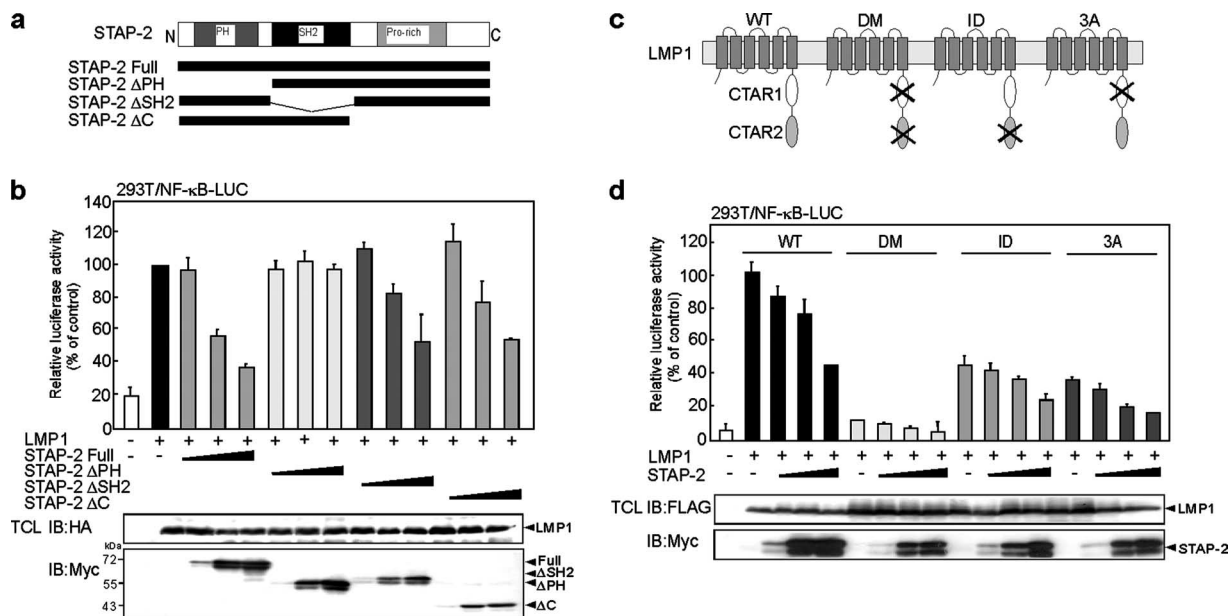 a
STAP-2 N PH SH2 Pro-rich C
STAP-2 Full
STAP-2 ΔPH
STAP-2 ΔSH2
STAP-2 ΔC
b
293T/NF-κB-LUC
Relative luciferase activity
(% of control)
140
120
100
80
60
40
20
0
LMP1 - + + + + + + + + + + + + +
STAP-2 Full -
STAP-2 ΔPH
STAP-2 ΔSH2
STAP-2 ΔC
TCL IB:HA LMP1
kDa
IB:Myc
72
55
43
Full
ΔSH2
ΔPH
ΔC
c
WT DM ID 3A
LMP1
CTAR1
CTAR2
d
293T/NF-κB-LUC
Relative luciferase activity
(% of control)
120
100
80
60
40
20
0
WT DM ID 3A
LMP1 - + + + + + + + + + + + + + + + +
STAP-2 - - - - -
TCL IB:FLAG LMP1
IB:Myc STAP-2